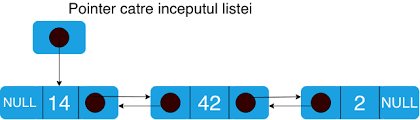 Pointer catre inceputul listei
NULL 14 42 2 NULL